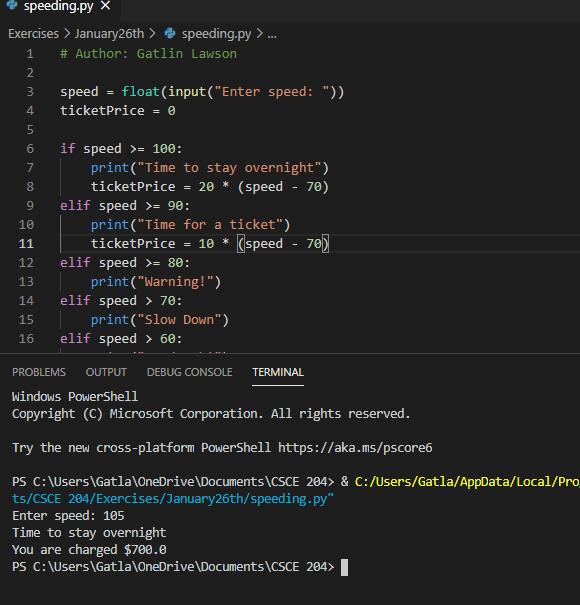 speeding.py
Exercises > January26th > speeding.py > ...
1 # Author: Gatlin Lawson
2
3 speed = float(input("Enter speed: "))
4 ticketPrice = 0
5
6 if speed >= 100:
7     print("Time to stay overnight")
8     ticketPrice = 20 * (speed - 70)
9 elif speed >= 90:
10     print("Time for a ticket")
11     ticketPrice = 10 * (speed - 70)
12 elif speed >= 80:
13     print("Warning!")
14 elif speed > 70:
15     print("Slow Down")
16 elif speed > 60:
PROBLEMS OUTPUT DEBUG CONSOLE TERMINAL
Windows PowerShell
Copyright (C) Microsoft Corporation. All rights reserved.
Try the new cross-platform PowerShell https://aka.ms/pscore6
PS C:\Users\Gatla\OneDrive\Documents\CSCE 204> & C:/Users/Gatla/AppData/Local/Pro
ts/CSCE 204/Exercises/January26th/speeding.py"
Enter speed: 105
Time to stay overnight
You are charged $700.0
PS C:\Users\Gatla\OneDrive\Documents\CSCE 204>